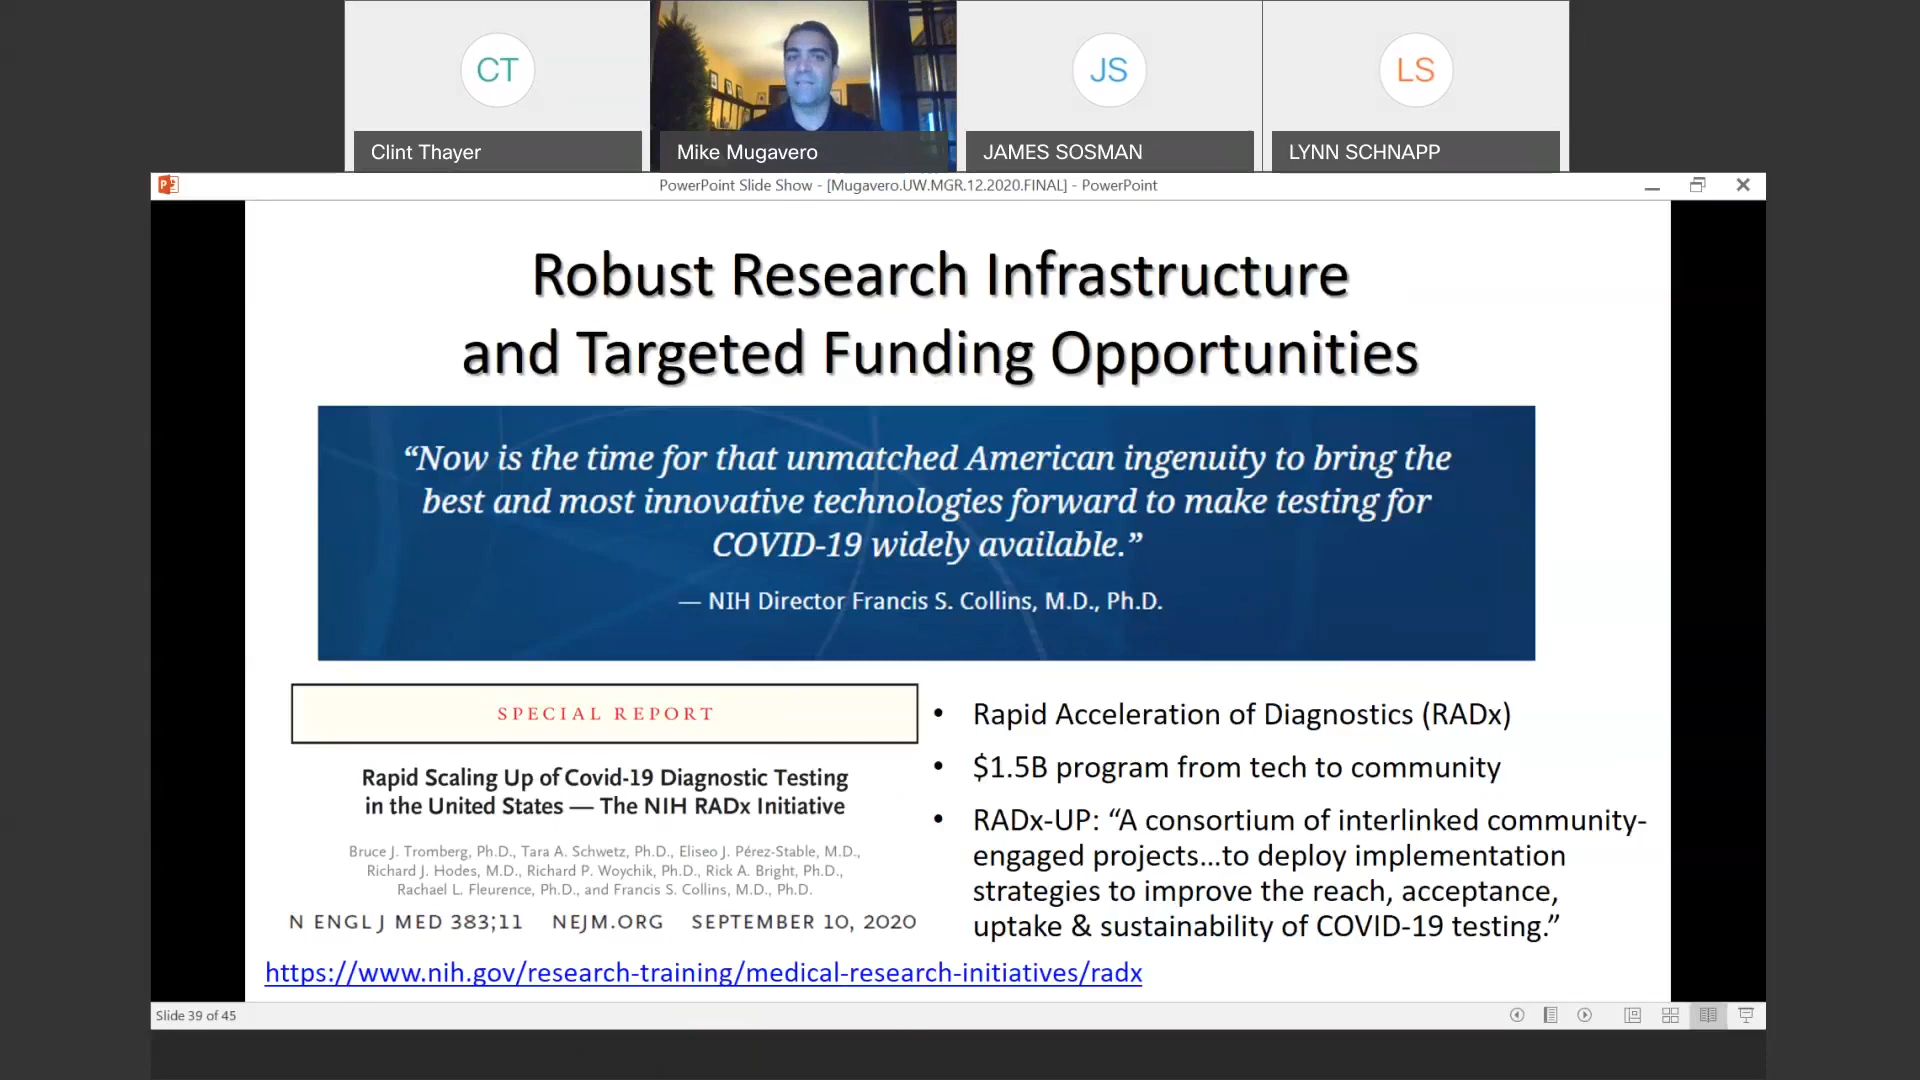 CT
JS
LS
Clint Thayer
Mike Mugavero
JAMES SOSMAN
LYNN SCHNAPP
PowerPoint Slide Show - [Mugavero.UW.MGR.12.2020.FINAL] - PowerPoint
Robust Research Infrastructure
and Targeted Funding Opportunities
“Now is the time for that unmatched American ingenuity to bring the
best and most innovative technologies forward to make testing for
COVID-19 widely available.”
— NIH Director Francis S. Collins, M.D., Ph.D.
SPECIAL REPORT
Rapid Scaling Up of Covid-19 Diagnostic Testing
in the United States — The NIH RADx Initiative
Bruce J. Tromberg, Ph.D., Tara A. Schwetz, Ph.D., Eliseo J. Pérez-Stable, M.D.,
Richard J. Hodes, M.D., Richard P. Woychik, Ph.D., Rick A. Bright, Ph.D.,
Rachael L. Fleurence, Ph.D., and Francis S. Collins, M.D., Ph.D.
N ENGL J MED 383;11 NEJM.ORG SEPTEMBER 10, 2020
• Rapid Acceleration of Diagnostics (RADx)
• $1.5B program from tech to community
• RADx-UP: “A consortium of interlinked community-
engaged projects…to deploy implementation
strategies to improve the reach, acceptance,
uptake & sustainability of COVID-19 testing.”
https://www.nih.gov/research-training/medical-research-initiatives/radx
Slide 39 of 45